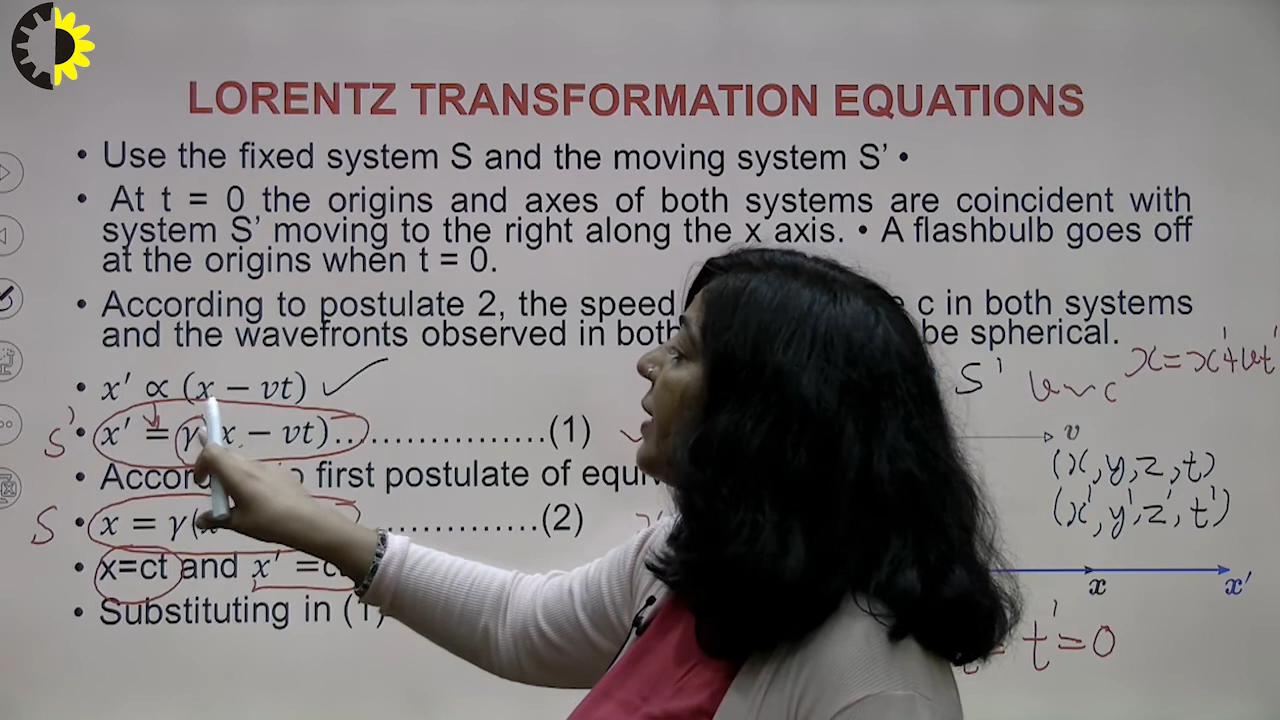 LORENTZ TRANSFORMATION EQUATIONS
• Use the fixed system S and the moving system S’ •
• At t = 0 the origins and axes of both systems are coincident with
system S’ moving to the right along the x axis. • A flashbulb goes off
at the origins when t = 0.
• According to postulate 2, the speed c in both systems
and the wavefronts observed in both be spherical.
x = x' + vt'
S'
• x′ ∝ (x − vt) ✓
S' • x′ = γ(x − vt)..................(1)
v
(x, y, z, t)
• first postulate of
(x', y', z', t')
S • x = γ( ................(2)
• x=ct and x′ =
x x′
• Substituting in (1)
t' = 0